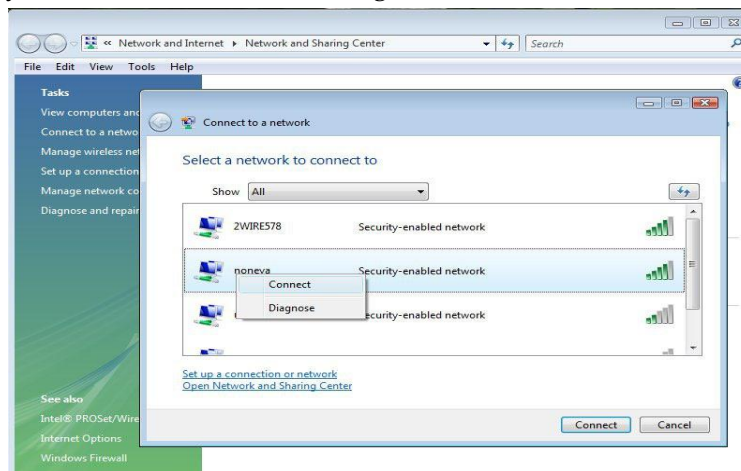 « Network and Internet ▸ Network and Sharing Center
Search
File Edit View Tools Help
Tasks
View computers and
Connect to a netwo
Manage wireless net
Set up a connection
Manage network co
Diagnose and repair
See also
Intel® PROSet/Wire
Internet Options
Windows Firewall
Connect to a network
Select a network to connect to
Show All
2WIRE578 Security-enabled network
noneva Security-enabled network
Connect
Diagnose
ecurity-enabled network
Set up a connection or network
Open Network and Sharing Center
Connect Cancel